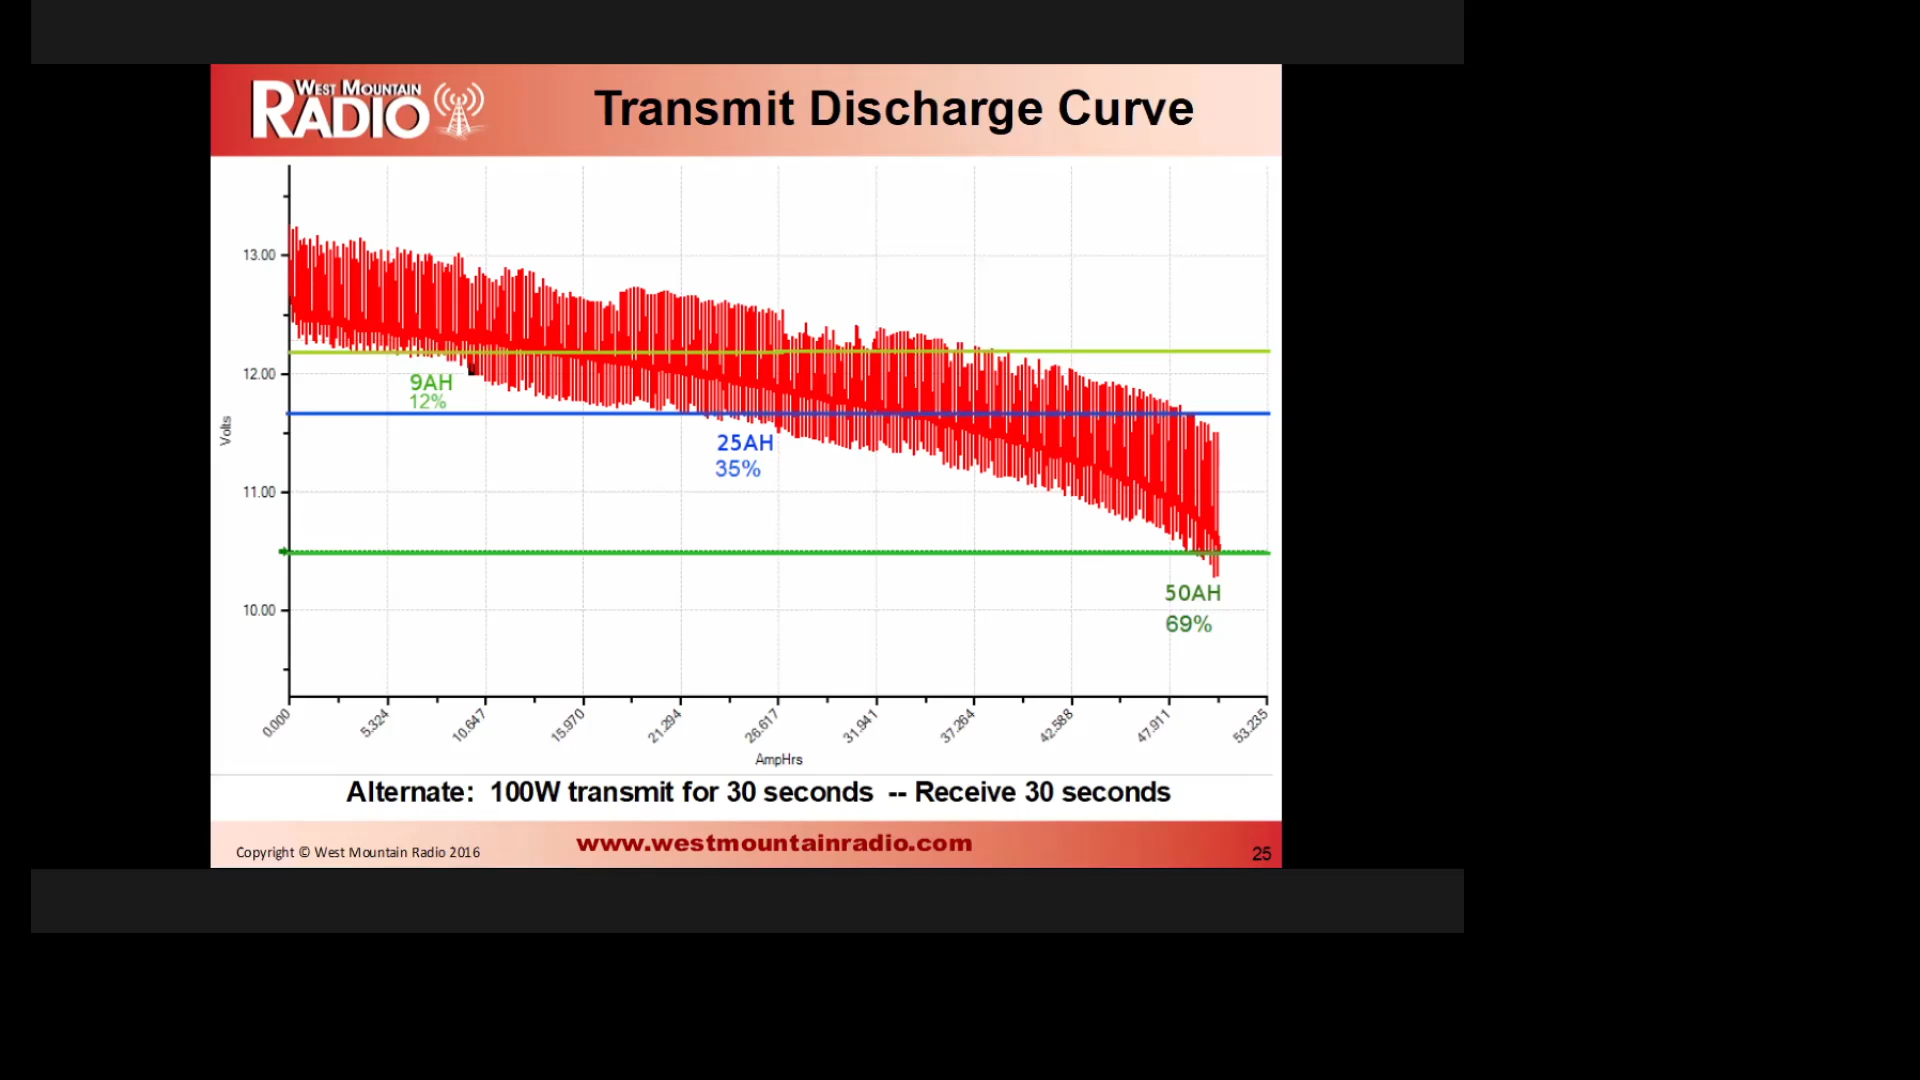 WEST MOUNTAIN
RADIO
Transmit Discharge Curve
13.00
12.00
11.00
10.00
Volts
9AH
12%
25AH
35%
50AH
69%
0.000
5.324
10.647
15.970
21.294
26.617
31.941
37.264
42.588
47.911
53.235
AmpHrs
Alternate: 100W transmit for 30 seconds -- Receive 30 seconds
Copyright © West Mountain Radio 2016
www.westmountainradio.com
25